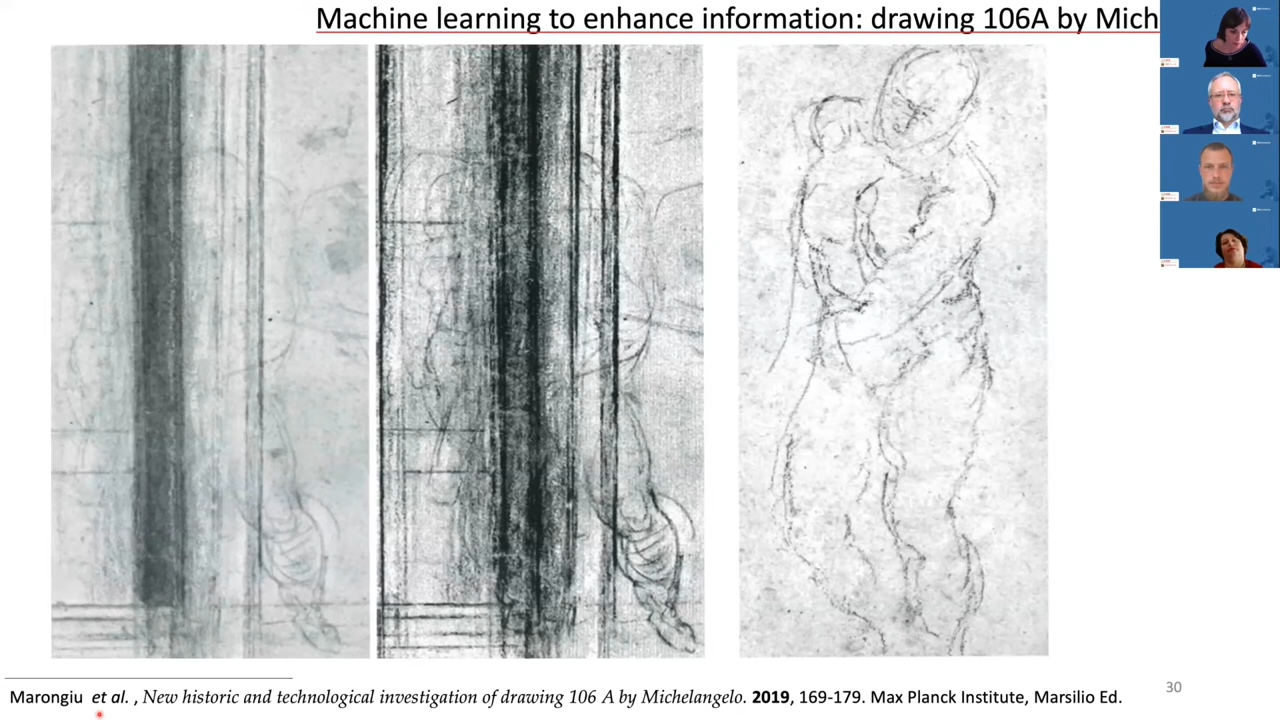 Machine learning to enhance information: drawing 106A by Mich
Marongiu et al. , New historic and technological investigation of drawing 106 A by Michelangelo. 2019, 169-179. Max Planck Institute, Marsilio Ed.
30